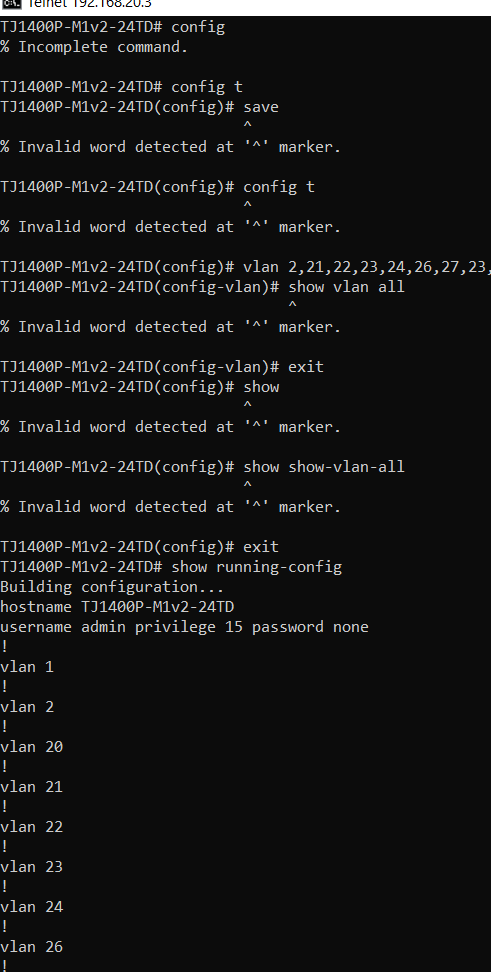 Telnet 192.168.20.3
TJ1400P-M1v2-24TD# config
% Incomplete command.
TJ1400P-M1v2-24TD# config t
TJ1400P-M1v2-24TD(config)# save
^
% Invalid word detected at '^' marker.
TJ1400P-M1v2-24TD(config)# config t
^
% Invalid word detected at '^' marker.
TJ1400P-M1v2-24TD(config)# vlan 2,21,22,23,24,26,27,23,
TJ1400P-M1v2-24TD(config-vlan)# show vlan all
^
% Invalid word detected at '^' marker.
TJ1400P-M1v2-24TD(config-vlan)# exit
TJ1400P-M1v2-24TD(config)# show
^
% Invalid word detected at '^' marker.
TJ1400P-M1v2-24TD(config)# show show-vlan-all
^
% Invalid word detected at '^' marker.
TJ1400P-M1v2-24TD(config)# exit
TJ1400P-M1v2-24TD# show running-config
Building configuration...
hostname TJ1400P-M1v2-24TD
username admin privilege 15 password none
!
vlan 1
!
vlan 2
!
vlan 20
!
vlan 21
!
vlan 22
!
vlan 23
!
vlan 24
!
vlan 26
!